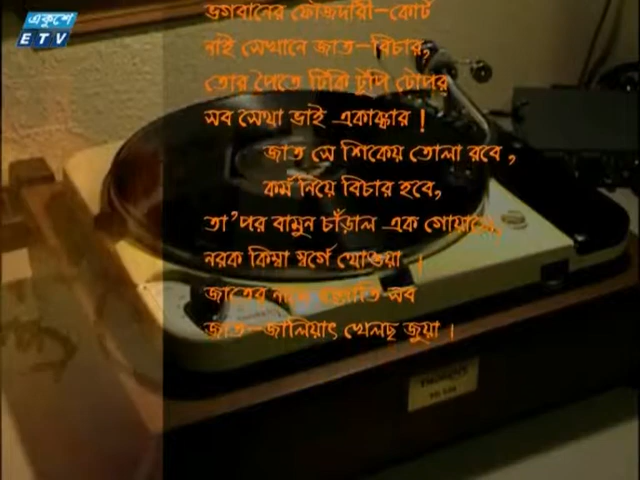 একুশে
ETV
ভগবানের ফৌজদারী-কোর্ট
নাই সেখানে জাত-বিচার,
তোর পৈতে টিকি টুপি টোপর
সব সেথা ভাই একাক্কার !
জাত সে শিকেয় তোলা রবে,
কর্ম নিয়ে বিচার হবে,
তা'পর বামুন চাঁড়াল এক গোয়ালে,
নরক কিম্বা স্বর্গে থোওয়া ।
জাতের নামে বজ্জাতি সব
জাত-জালিয়াৎ খেলছ জুয়া ।